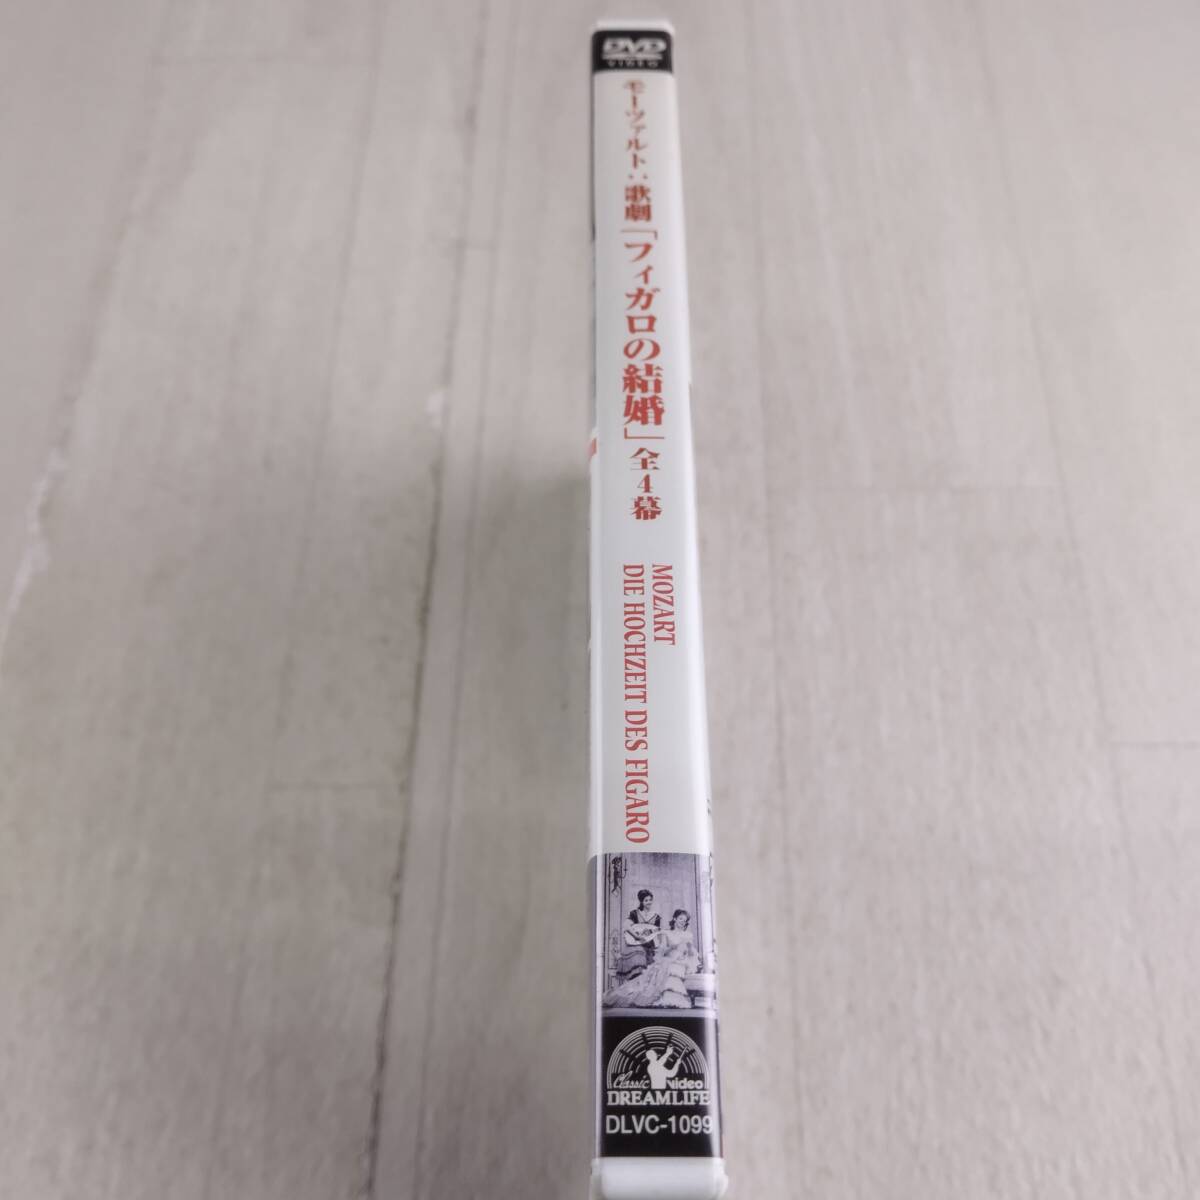 DVD
VIDEO
モーツァルト：歌劇「フィガロの結婚」全4幕
MOZART
DIE HOCHZEIT DES FIGARO
Classic video
DREAMLIFE
DLVC-1099